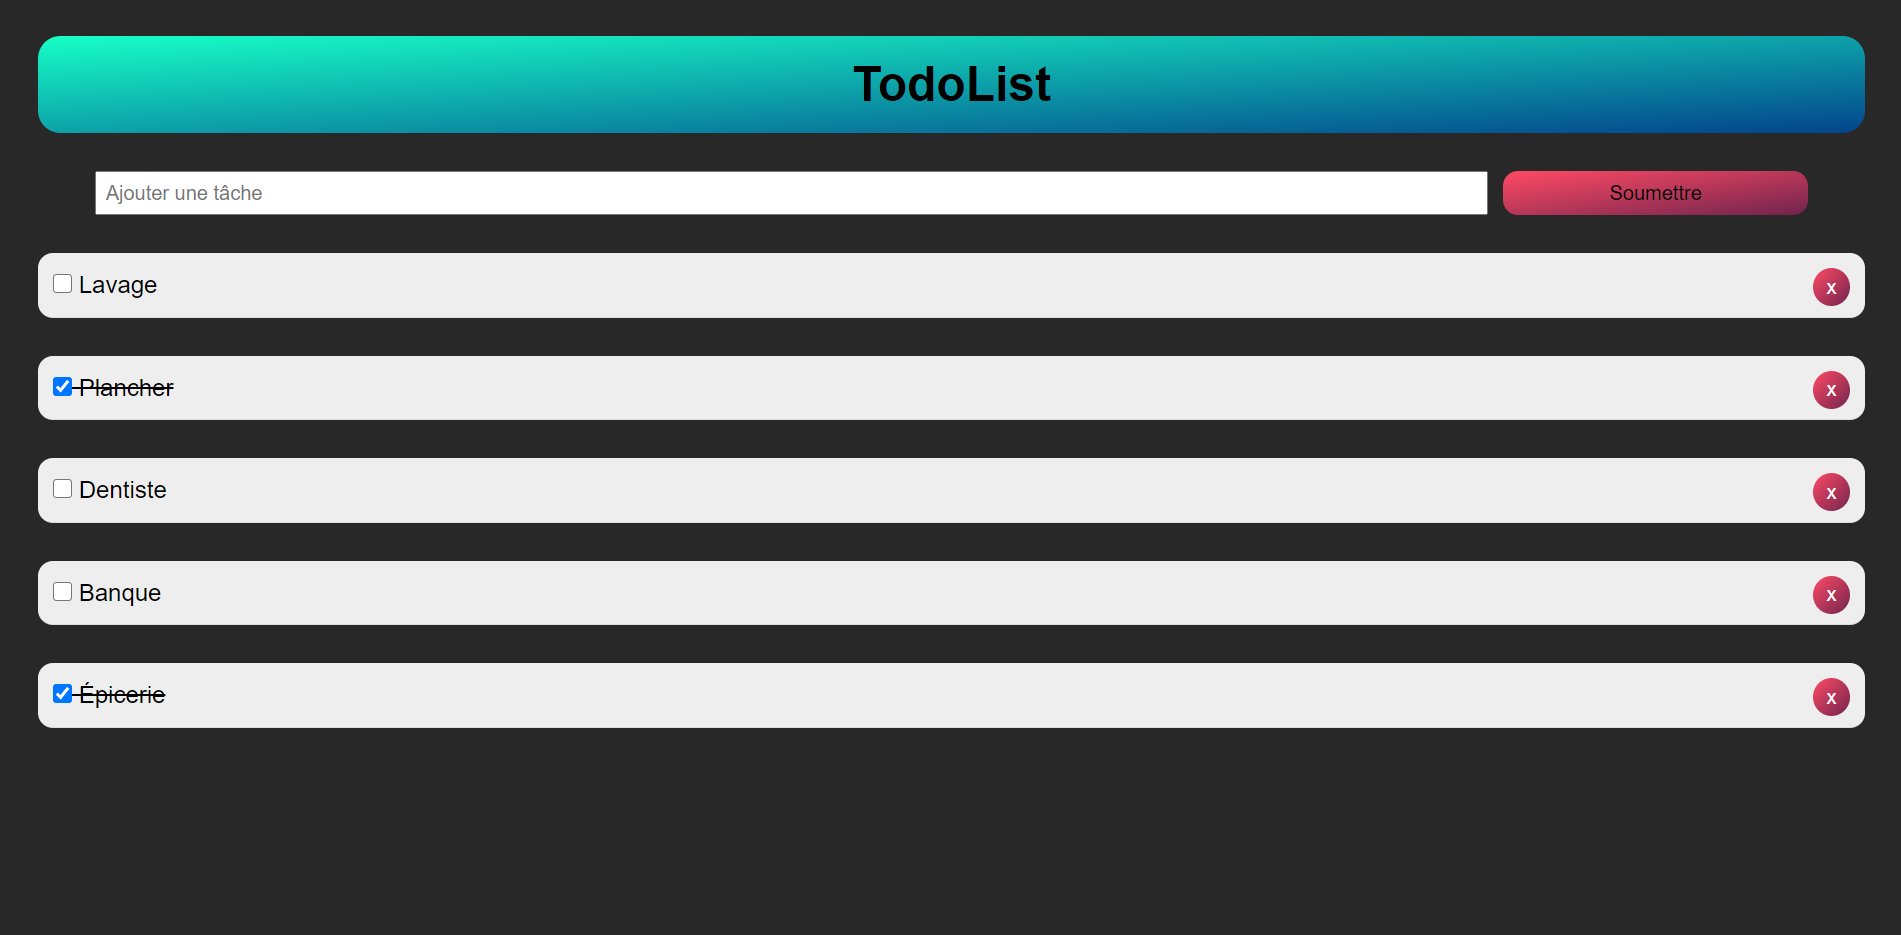 TodoList
Ajouter une tâche
Soumettre
Lavage
x
Plancher
x
Dentiste
x
Banque
x
Épicerie
x